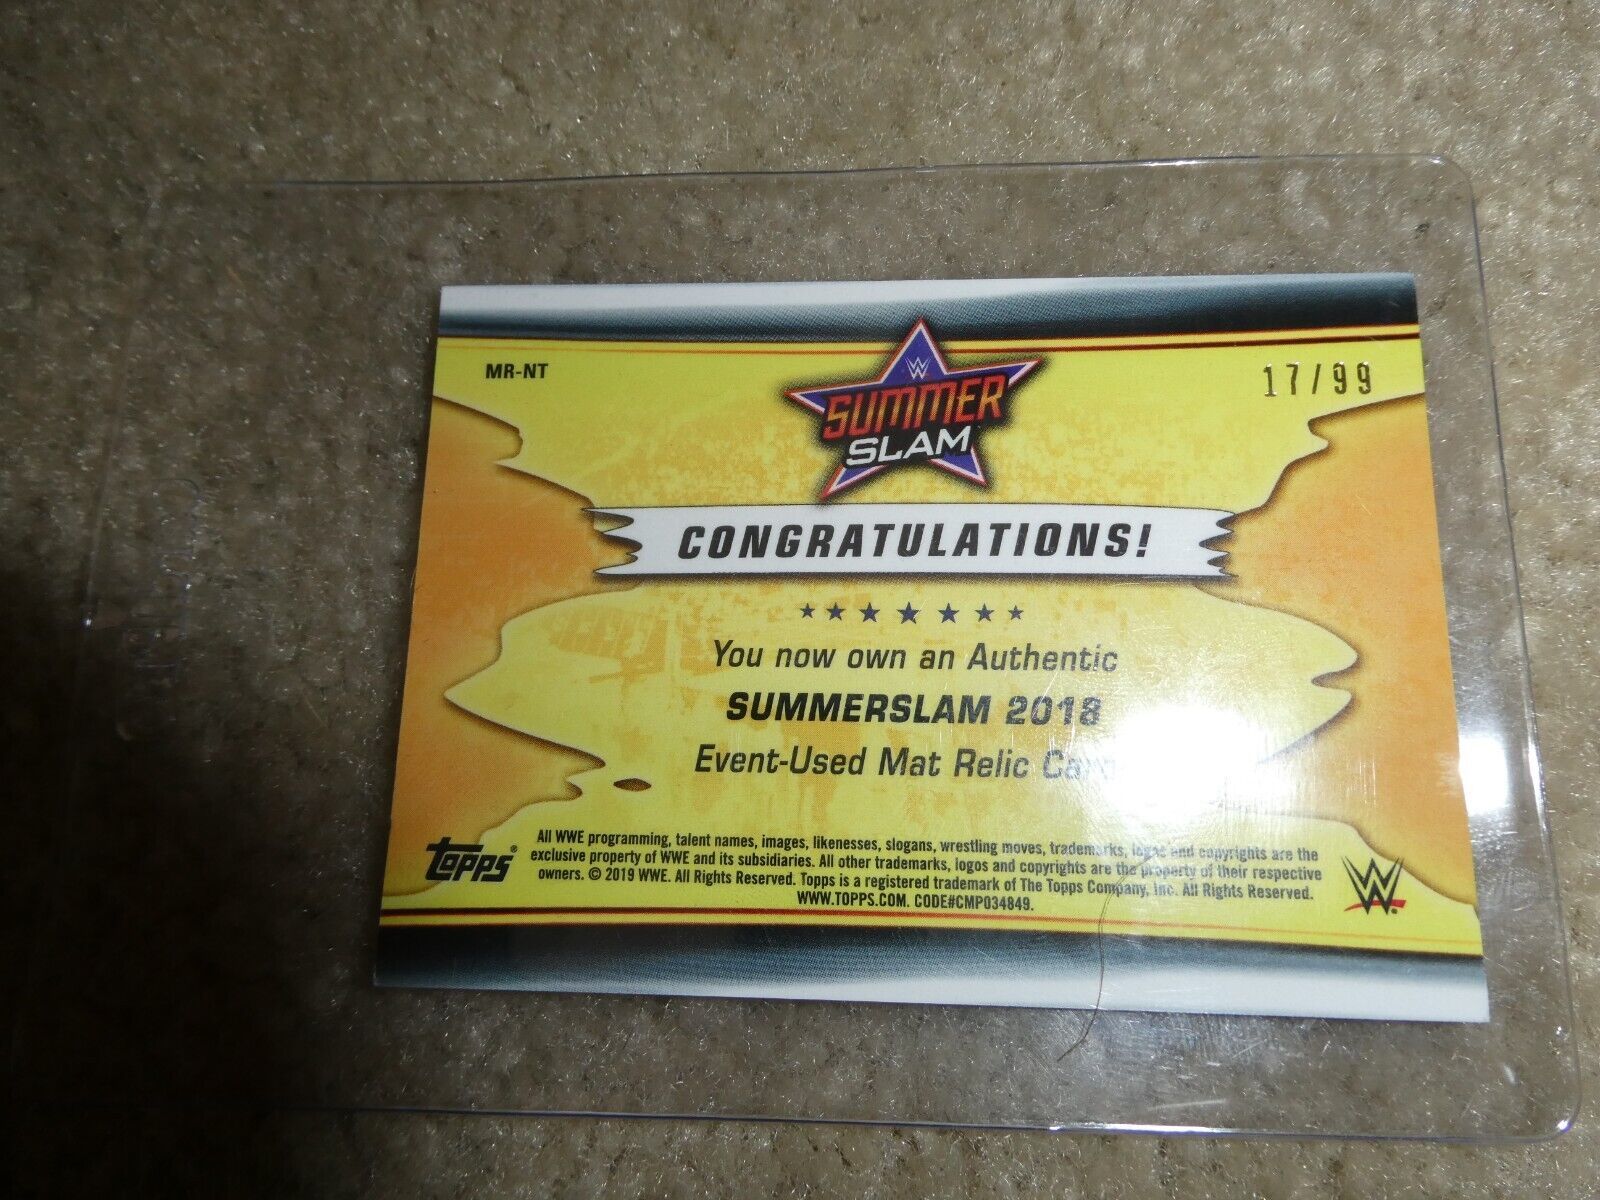 MR-NT
17/99
W
SUMMER
SLAM
CONGRATULATIONS!
You now own an Authentic
SUMMERSLAM 2018
Event-Used Mat Relic Card
topps®
All WWE programming, talent names, images, likenesses, slogans, wrestling moves, trademarks, logos and copyrights are the
exclusive property of WWE and its subsidiaries. All other trademarks, logos and copyrights are the property of their respective
owners. © 2019 WWE. All Rights Reserved. Topps is a registered trademark of The Topps Company, Inc. All Rights Reserved.
WWW.TOPPS.COM. CODE#CMP034849.
W